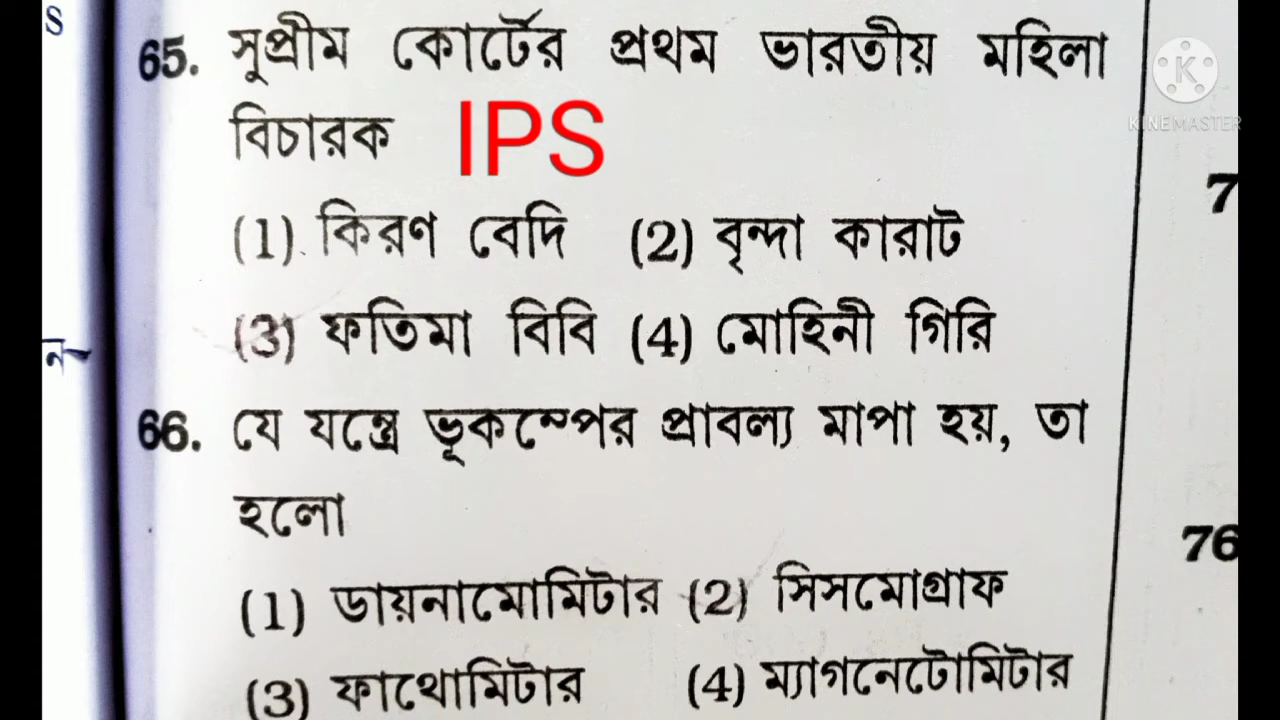 S
65. সুপ্রীম কোর্টের প্রথম ভারতীয় মহিলা
বিচারক IPS
(1) কিরণ বেদি (2) বৃন্দা কারাট
(3) ফতিমা বিবি (4) মোহিনী গিরি
66. যে যন্ত্রে ভূকম্পের প্রাবল্য মাপা হয়, তা
হলো
(1) ডায়নামোমিটার (2) সিসমোগ্রাফ
(3) ফাথোমিটার (4) ম্যাগনেটোমিটার
ন-
K
KINEMASTER
7
76